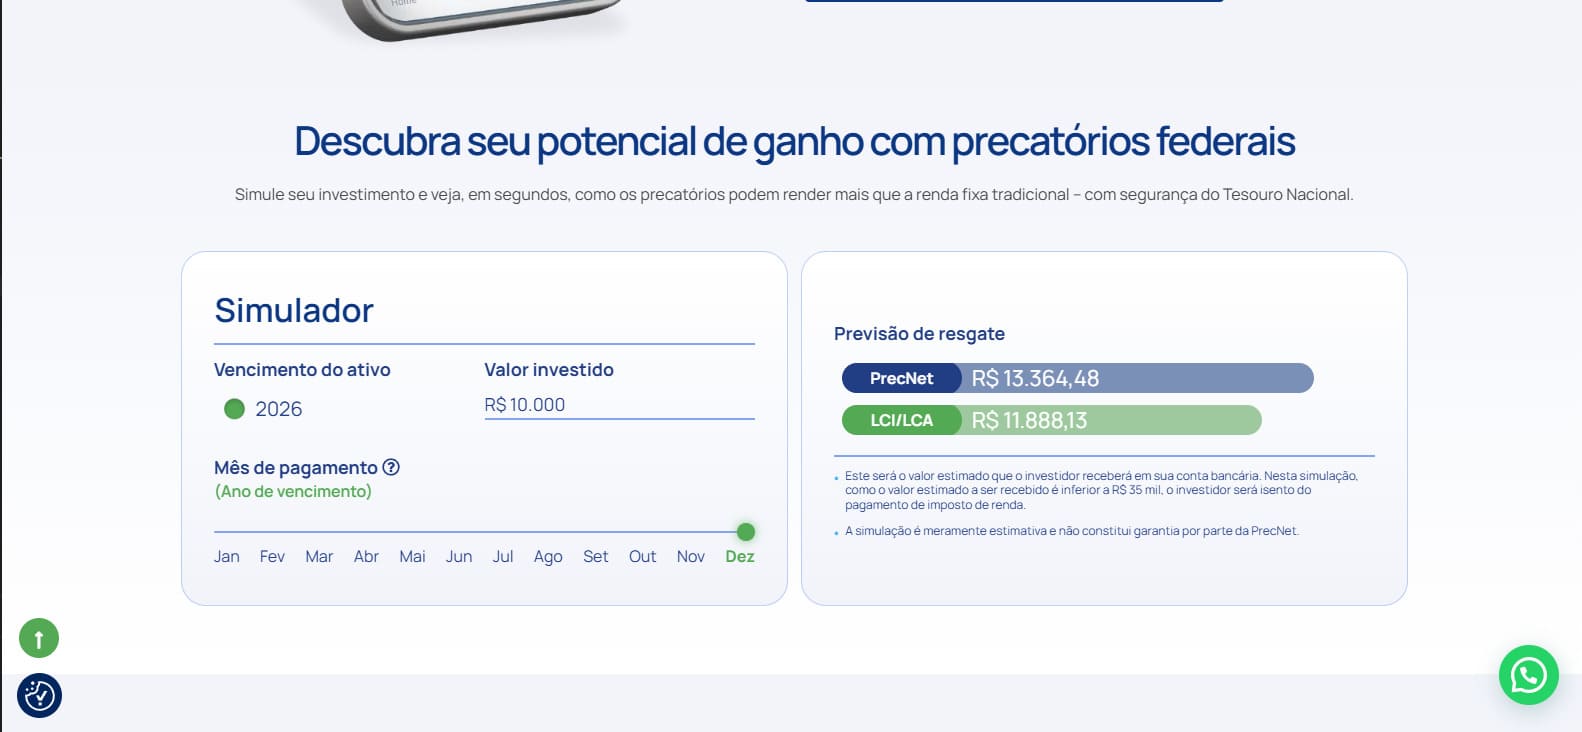 Home
Descubra seu potencial de ganho com precatórios federais
Simule seu investimento e veja, em segundos, como os precatórios podem render mais que a renda fixa tradicional – com segurança do Tesouro Nacional.
Simulador
Vencimento do ativo
2026
Valor investido
R$ 10.000
Mês de pagamento ?
(Ano de vencimento)
Jan Fev Mar Abr Mai Jun Jul Ago Set Out Nov Dez
Previsão de resgate
PrecNet R$ 13.364,48
LCI/LCA R$ 11.888,13
• Este será o valor estimado que o investidor receberá em sua conta bancária. Nesta simulação,
como o valor estimado a ser recebido é inferior a R$ 35 mil, o investidor será isento do
pagamento de imposto de renda.
• A simulação é meramente estimativa e não constitui garantia por parte da PrecNet.